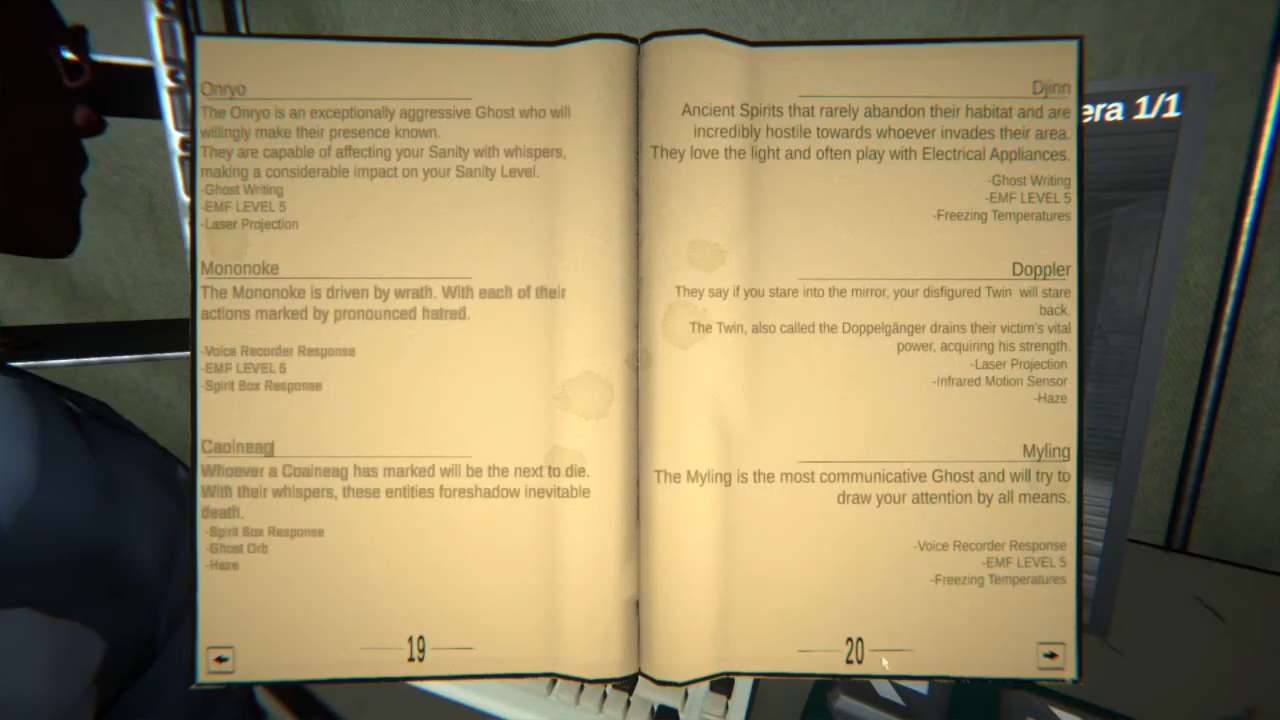 Onryo
The Onryo is an exceptionally aggressive Ghost who will
willingly make their presence known.
They are capable of affecting your Sanity with whispers,
making a considerable impact on your Sanity Level.
-Ghost Writing
-EMF LEVEL 5
-Laser Projection
Mononoke
The Mononoke is driven by wrath. With each of their
actions marked by pronounced hatred.
-Voice Recorder Response
-EMF LEVEL 5
-Spirit Box Response
Caoineag
Whoever a Coaineag has marked will be the next to die.
With their whispers, these entities foreshadow inevitable
death.
-Spirit Box Response
-Ghost Orb
-Haze
19
Djinn
Ancient Spirits that rarely abandon their habitat and are
incredibly hostile towards whoever invades their area.
They love the light and often play with Electrical Appliances.
-Ghost Writing
-EMF LEVEL 5
-Freezing Temperatures
Doppler
They say if you stare into the mirror, your disfigured Twin will stare
back.
The Twin, also called the Doppelgänger drains their victim's vital
power, acquiring his strength.
-Laser Projection
-Infrared Motion Sensor
-Haze
Myling
The Myling is the most communicative Ghost and will try to
draw your attention by all means.
-Voice Recorder Response
-EMF LEVEL 5
-Freezing Temperatures
20
era 1/1